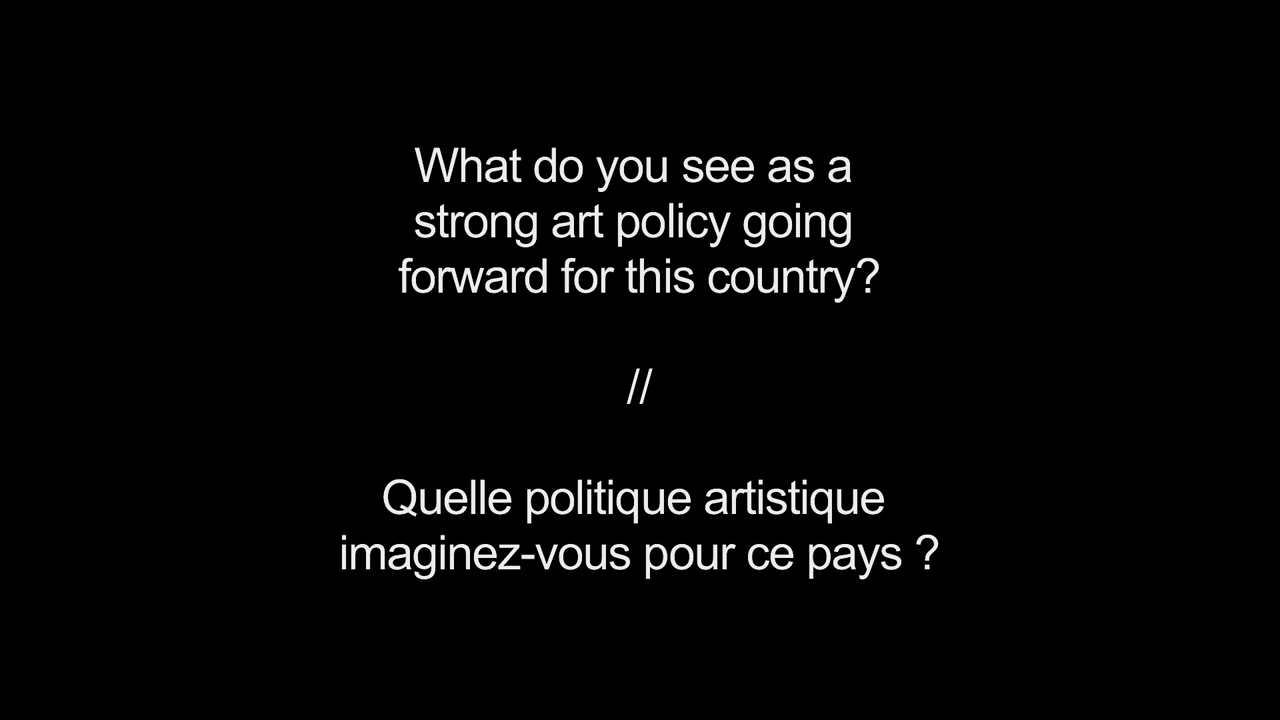 What do you see as a
strong art policy going
forward for this country?
//
Quelle politique artistique
imaginez-vous pour ce pays ?